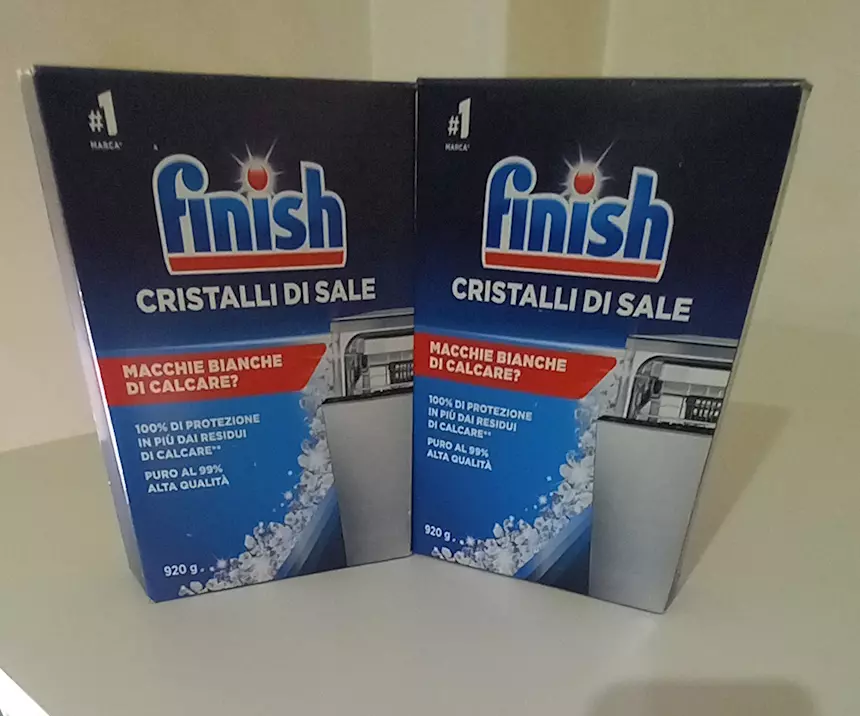 #1
MARCA*
finish
CRISTALLI DI SALE
MACCHIE BIANCHE
DI CALCARE?
100% DI PROTEZIONE
IN PIÙ DAI RESIDUI
DI CALCARE**
PURO AL 99%
ALTA QUALITÀ
920 g
#1
MARCA*
finish
CRISTALLI DI SALE
MACCHIE BIANCHE
DI CALCARE?
100% DI PROTEZIONE
IN PIÙ DAI RESIDUI
DI CALCARE**
PURO AL 99%
ALTA QUALITÀ
920 g